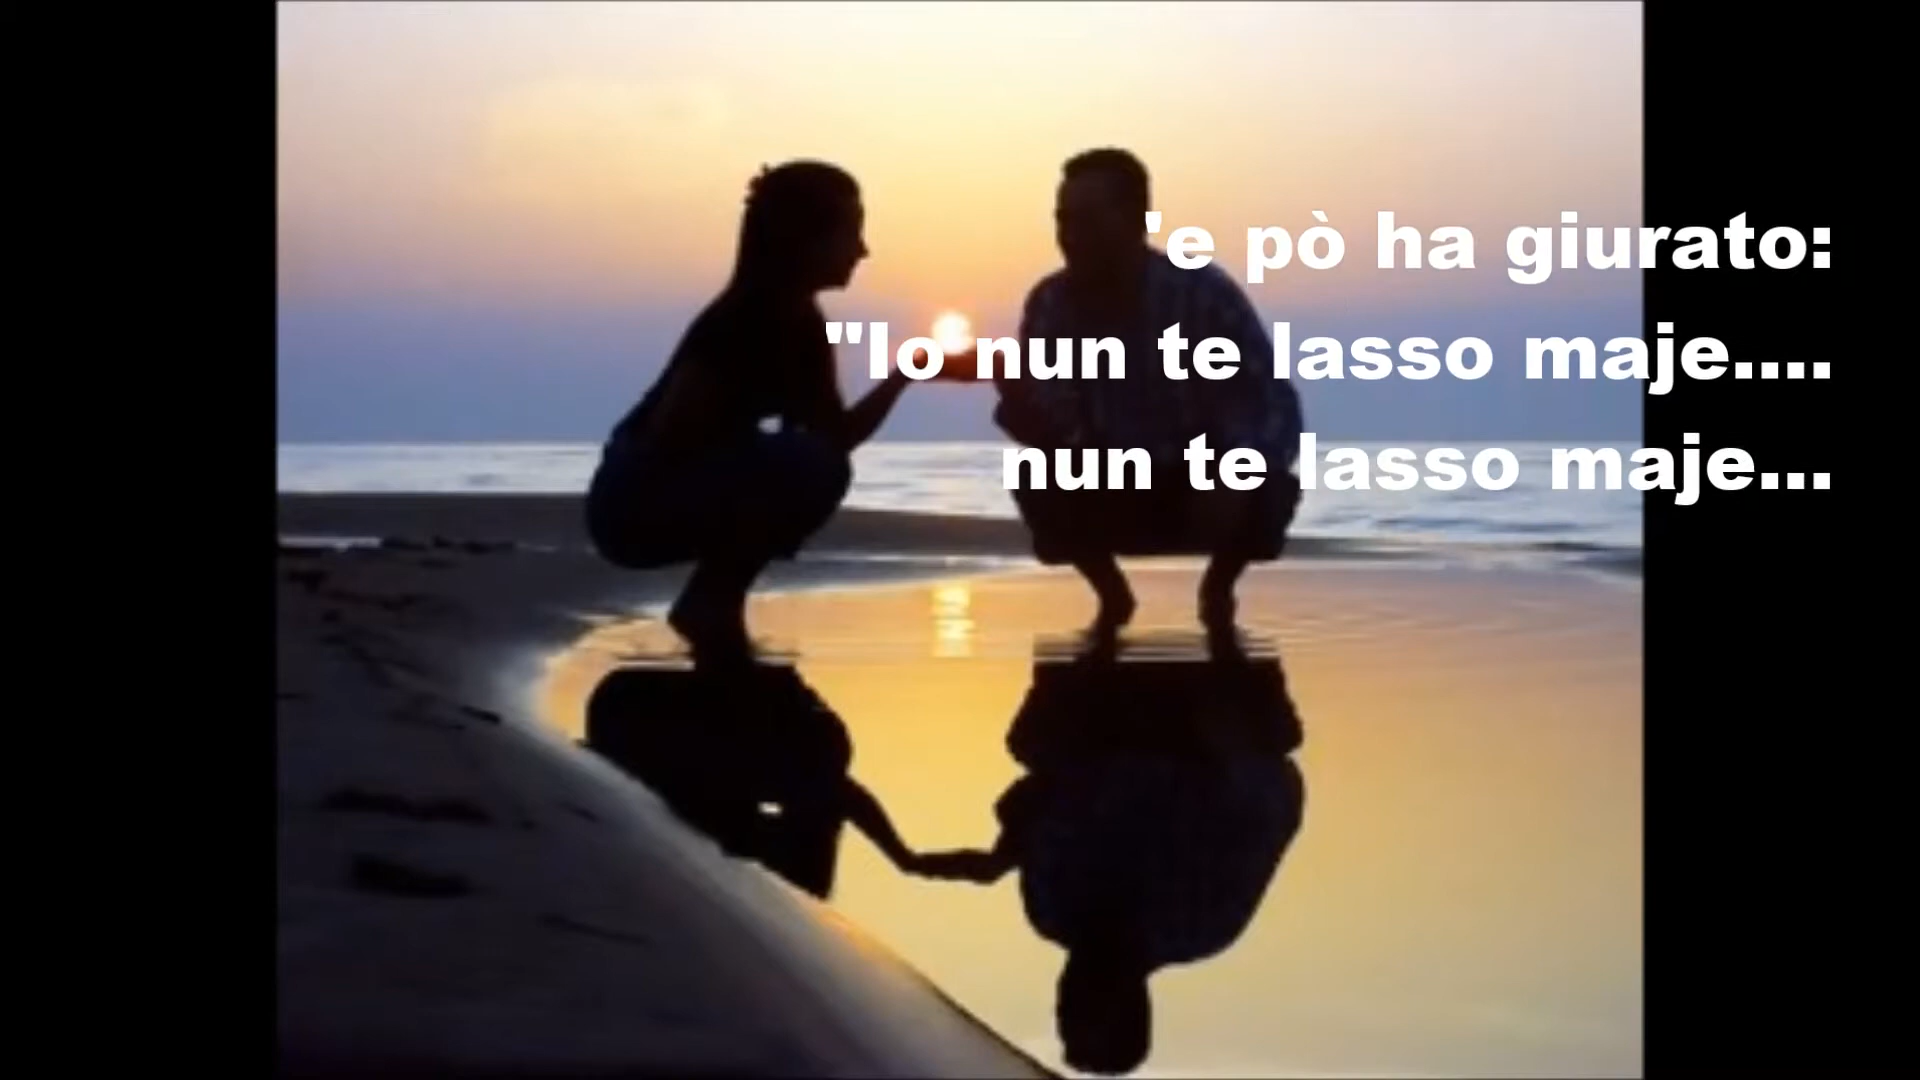 'e pò ha giurato:
"Io nun te lasso maje....
nun te lasso maje...